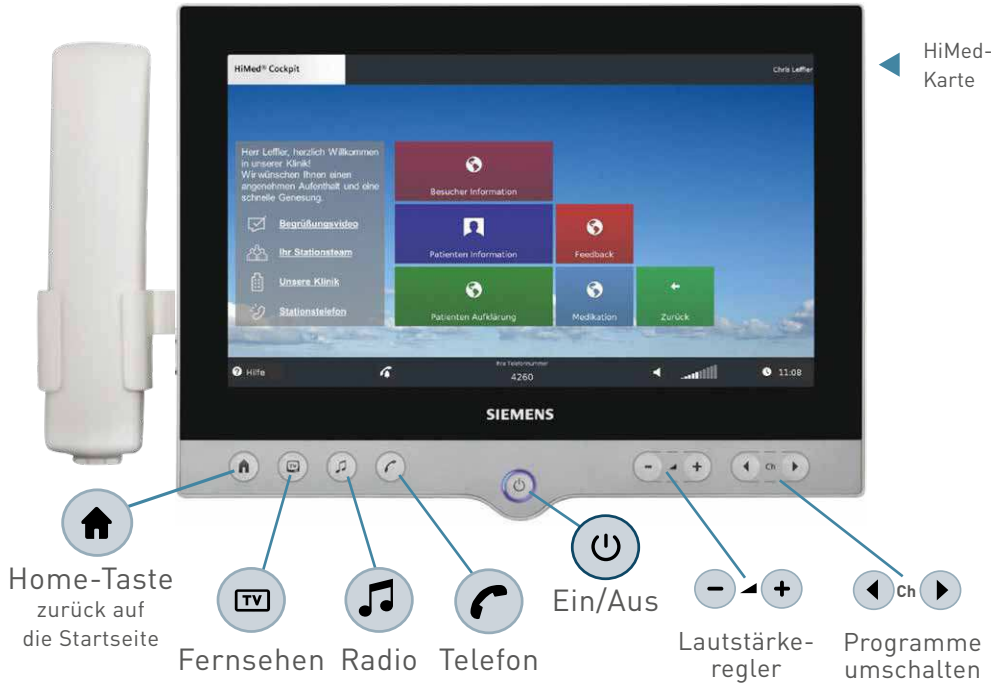 HiMed® Cockpit
Chris Leffler
HiMed-
Karte
Herr Leffler, herzlich Willkommen
in unserer Klinik!
Wir wünschen Ihnen einen
angenehmen Aufenthalt und eine
schnelle Genesung.
Begrüßungsvideo
Ihr Stationsteam
Unsere Klinik
Stationstelefon
Besucher Information
Patienten Information
Feedback
Patienten Aufklärung
Medikation
Zurück
Hilfe
Ihre Telefonnummer
4260
11:08
SIEMENS
TV
Ch
Home-Taste
zurück auf
die Startseite
TV
Fernsehen
Radio
Telefon
Ein/Aus
Lautstärke-
regler
Ch
Programme
umschalten